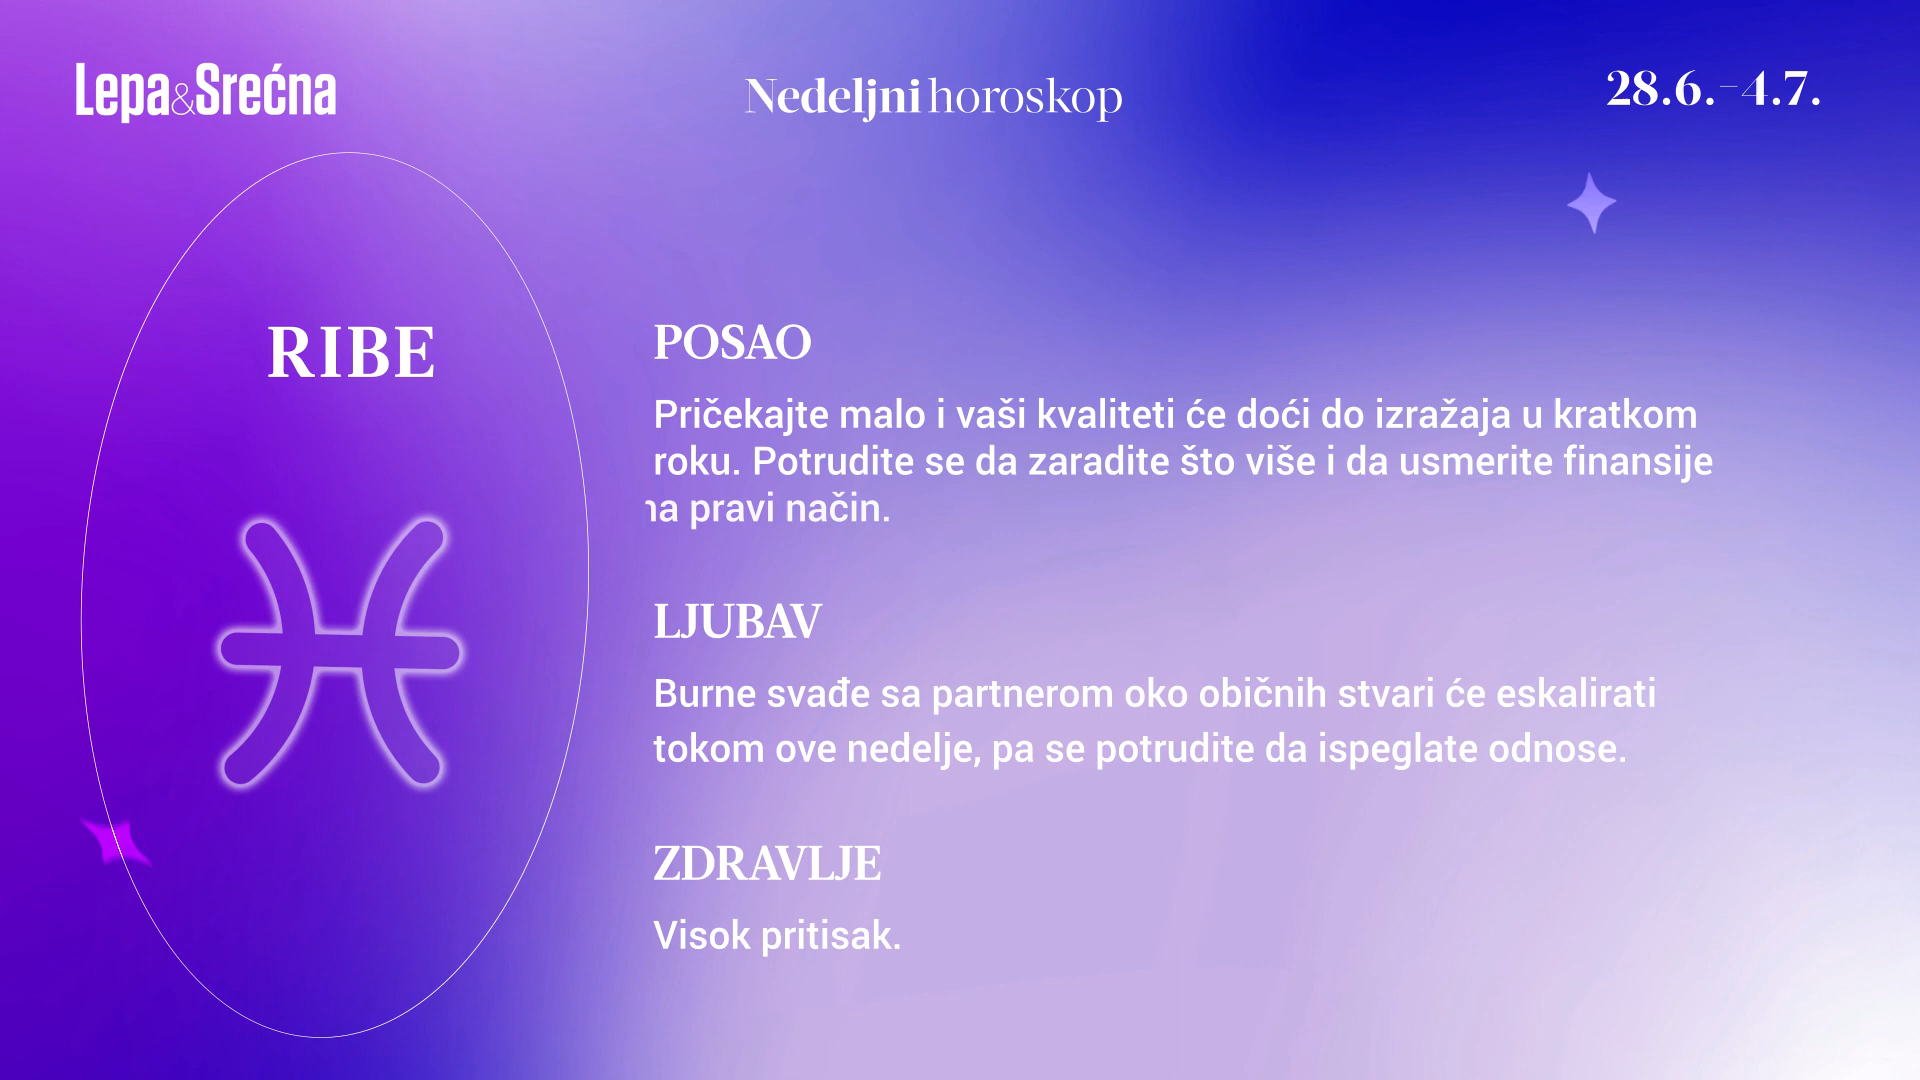 Lepa&Srećna
Nedeljni horoskop
28.6.–4.7.
RIBE
POSAO
Pričekajte malo i vaši kvaliteti će doći do izražaja u kratkom
roku. Potrudite se da zaradite što više i da usmerite finansije
na pravi način.
LJUBAV
Burne svađe sa partnerom oko običnih stvari će eskalirati
tokom ove nedelje, pa se potrudite da ispeglate odnose.
ZDRAVLJE
Visok pritisak.